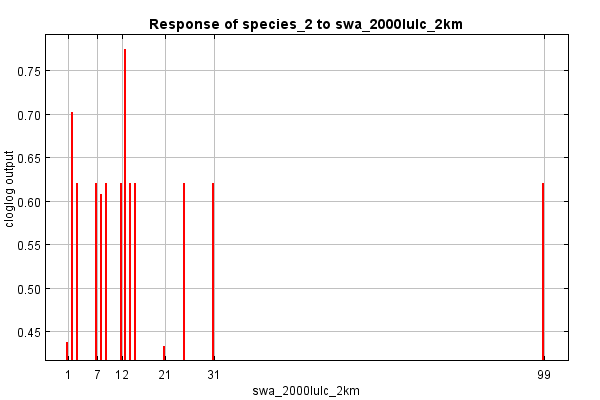 Response of species_2 to swa_2000lulc_2km
0.75
0.70
0.65
0.60
0.55
0.50
0.45
cloglog output
1 7 12 21 31 99
swa_2000lulc_2km